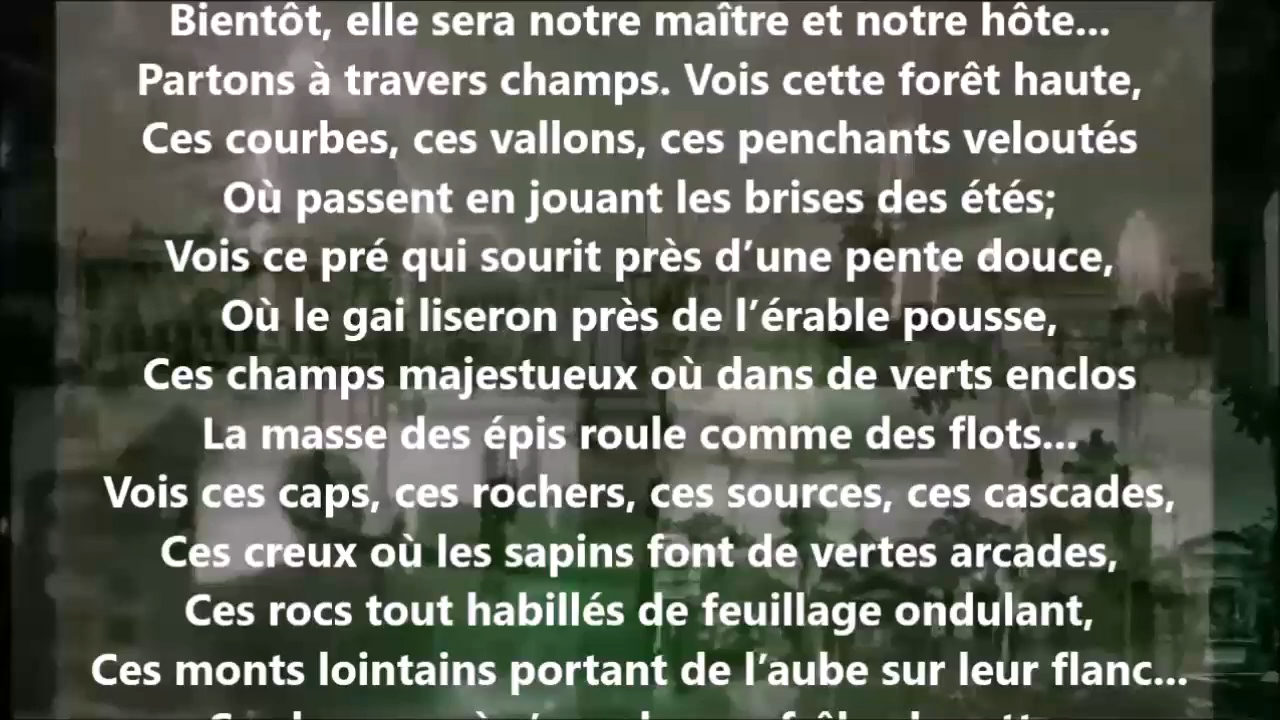 Bientôt, elle sera notre maître et notre hôte...
Partons à travers champs. Vois cette forêt haute,
Ces courbes, ces vallons, ces penchants veloutés
Où passent en jouant les brises des étés;
Vois ce pré qui sourit près d’une pente douce,
Où le gai liseron près de l’érable pousse,
Ces champs majestueux où dans de verts enclos
La masse des épis roule comme des flots...
Vois ces caps, ces rochers, ces sources, ces cascades,
Ces creux où les sapins font de vertes arcades,
Ces rocs tout habillés de feuillage ondulant,
Ces monts lointains portant de l’aube sur leur flanc...